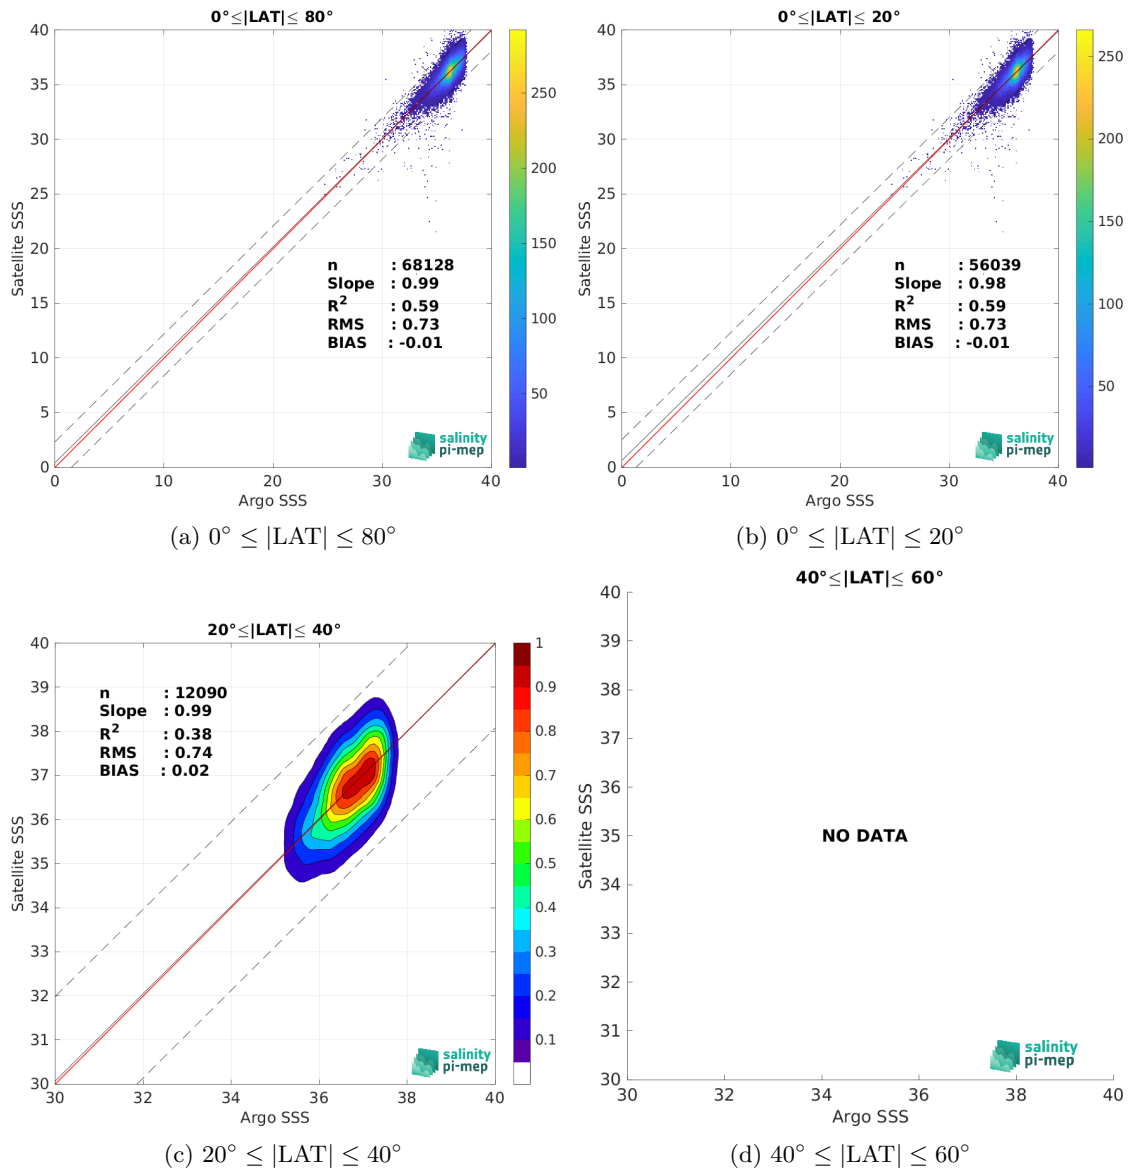 0°≤|LAT|≤ 80°
40
35
30
25
20
15
10
5
0
Satellite SSS
n : 68128
Slope : 0.99
R2 : 0.59
RMS : 0.73
BIAS : -0.01
salinity
pi-mep
0 10 20 30 40
Argo SSS
250
200
150
100
50
(a) 0° ≤ |LAT| ≤ 80°
0°≤|LAT|≤ 20°
40
35
30
25
20
15
10
5
0
Satellite SSS
n : 56039
Slope : 0.98
R2 : 0.59
RMS : 0.73
BIAS : -0.01
salinity
pi-mep
0 10 20 30 40
Argo SSS
250
200
150
100
50
(b) 0° ≤ |LAT| ≤ 20°
20°≤|LAT|≤ 40°
40
39
38
37
36
35
34
33
32
31
30
Satellite SSS
n : 12090
Slope : 0.99
R2 : 0.38
RMS : 0.74
BIAS : 0.02
salinity
pi-mep
30 32 34 36 38 40
Argo SSS
1
0.9
0.8
0.7
0.6
0.5
0.4
0.3
0.2
0.1
(c) 20° ≤ |LAT| ≤ 40°
40°≤|LAT|≤ 60°
40
39
38
37
36
35
34
33
32
31
30
Satellite SSS
NO DATA
salinity
pi-mep
30 32 34 36 38 40
Argo SSS
(d) 40° ≤ |LAT| ≤ 60°